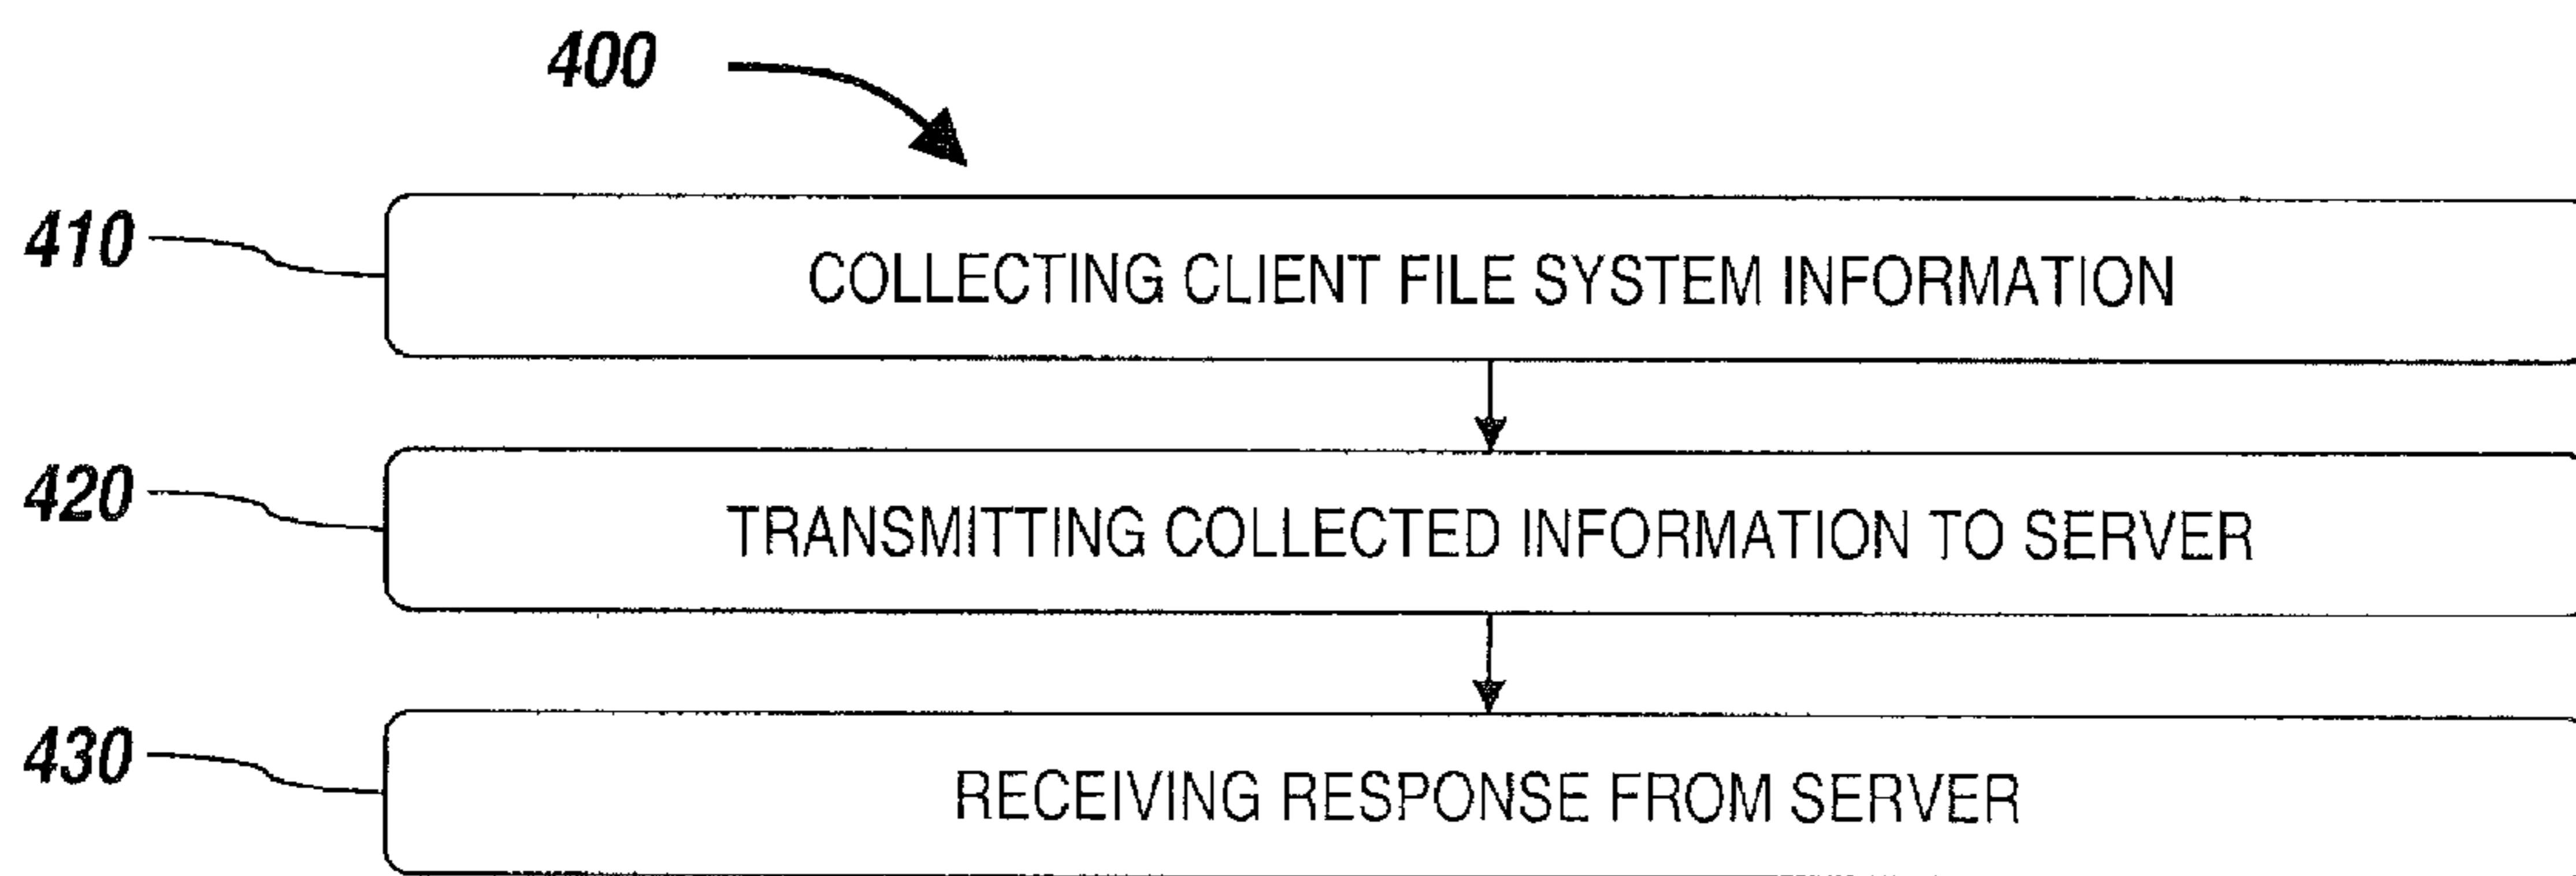 400
410
COLLECTING CLIENT FILE SYSTEM INFORMATION
420
TRANSMITTING COLLECTED INFORMATION TO SERVER
430
RECEIVING RESPONSE FROM SERVER